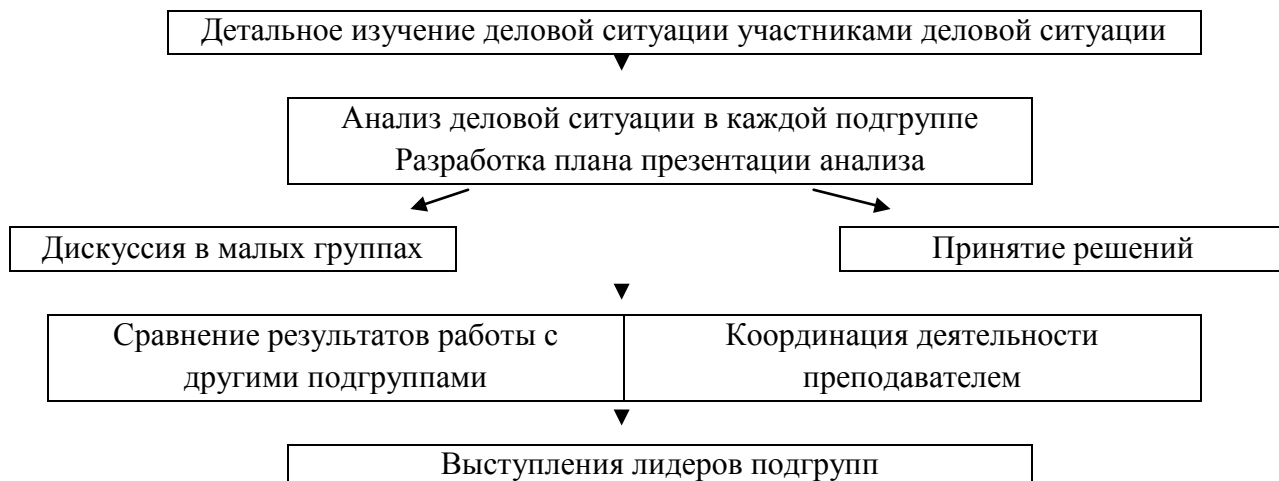 Детальное изучение деловой ситуации участниками деловой ситуации
Анализ деловой ситуации в каждой подгруппе
Разработка плана презентации анализа
Дискуссия в малых группах
Принятие решений
Сравнение результатов работы с
другими подгруппами
Координация деятельности
преподавателем
Выступления лидеров подгрупп